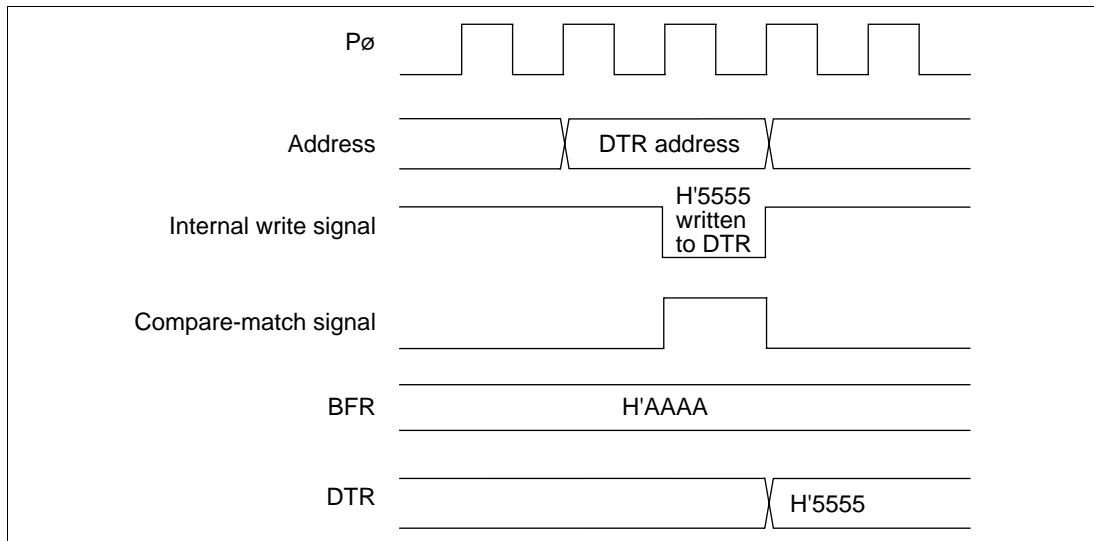 Pø
Address
DTR address
Internal write signal
H'5555
written
to DTR
Compare-match signal
BFR
H'AAAA
DTR
H'5555